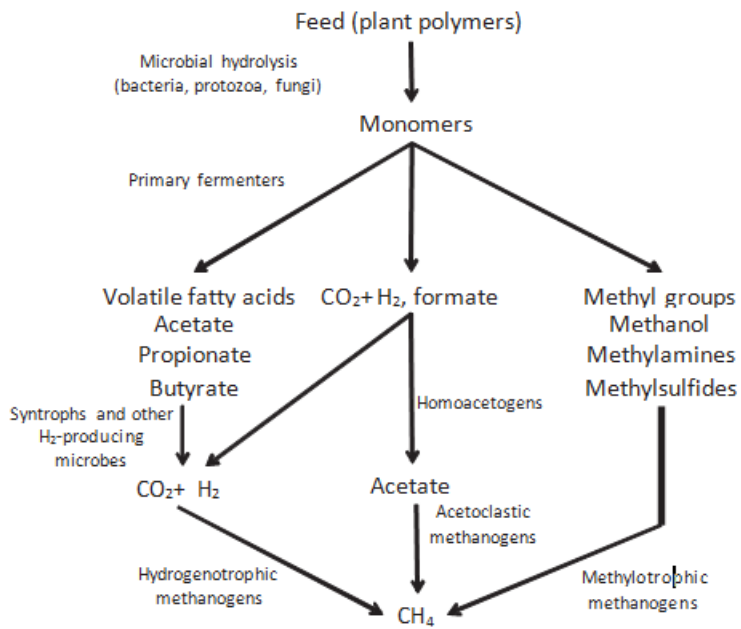 Feed (plant polymers)
Microbial hydrolysis
(bacteria, protozoa, fungi)
Monomers
Primary fermenters
Volatile fatty acids
Acetate
Propionate
Butyrate
CO₂+ H₂, formate
Methyl groups
Methanol
Methylamines
Methylsulfides
Syntrophs and other
H₂-producing
microbes
Homoacetogens
CO₂+ H₂
Acetate
Acetoclastic
methanogens
Hydrogenotrophic
methanogens
Methylotrophic
methanogens
CH₄